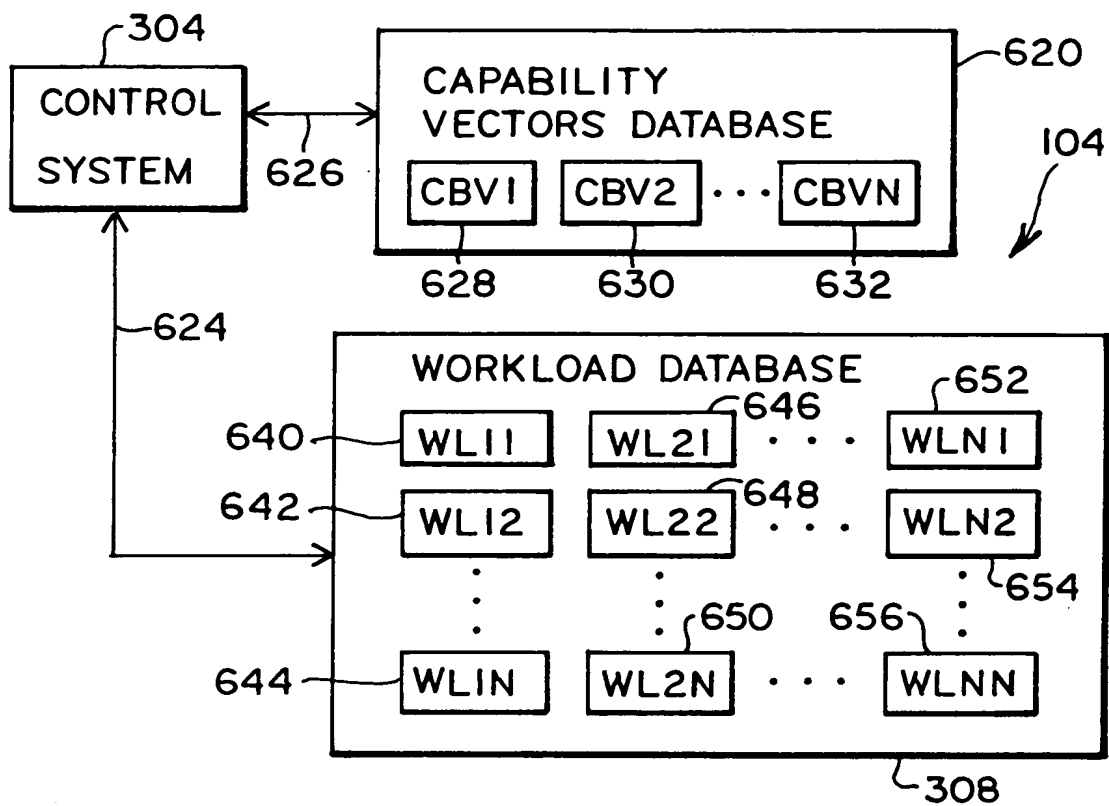 304
CONTROL
SYSTEM
626
CAPABILITY
VECTORS DATABASE
620
CBV1
CBV2
. . .
CBVN
628
630
632
104
624
WORKLOAD DATABASE
640
WL11
646
WL21
. . .
652
WLN1
642
WL12
648
WL22
. . .
WLN2
654
644
WL1N
650
WL2N
. . .
656
WLNN
308